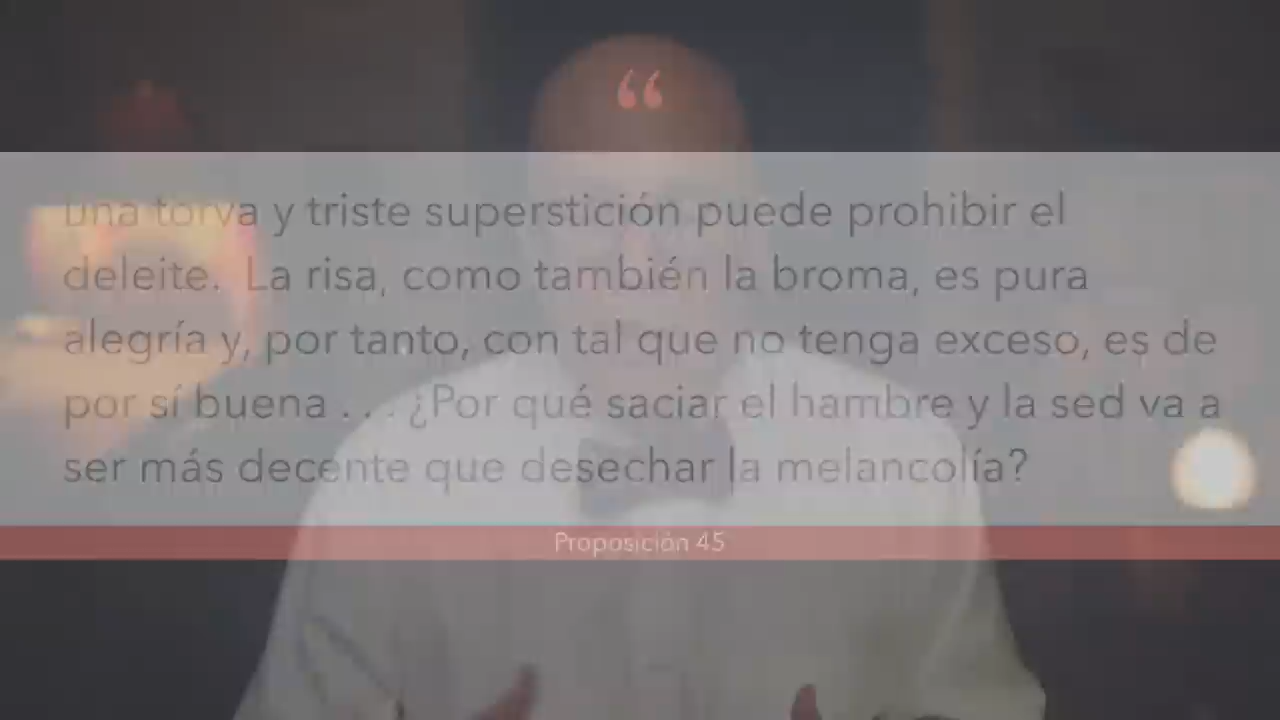 “
una torva y triste superstición puede prohibir el
deleite. La risa, como también la broma, es pura
alegría y, por tanto, con tal que no tenga exceso, es de
por sí buena . . . ¿Por qué saciar el hambre y la sed va a
ser más decente que desechar la melancolía?
Proposición 45